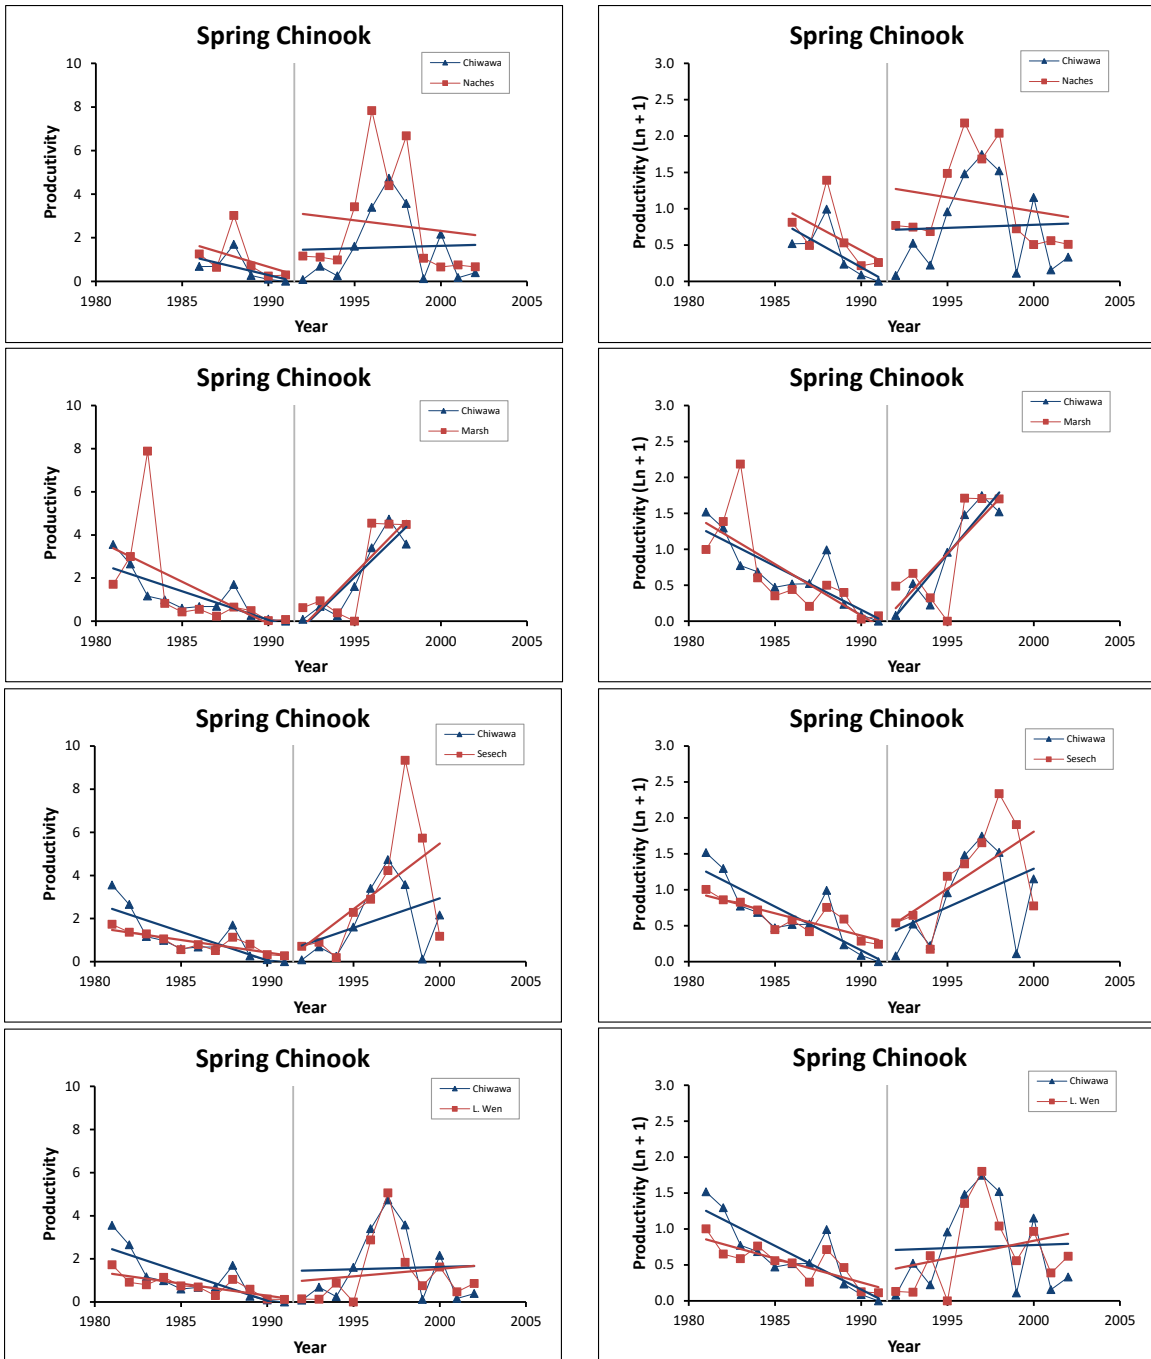 Spring Chinook
Chiwawa
Naches
Prodcutivity
10
8
6
4
2
0
1980 1985 1990 1995 2000 2005
Year
Spring Chinook
Chiwawa
Naches
Productivity (Ln + 1)
3.0
2.5
2.0
1.5
1.0
0.5
0.0
1980 1985 1990 1995 2000 2005
Year
Spring Chinook
Chiwawa
Marsh
Productivity
10
8
6
4
2
0
1980 1985 1990 1995 2000 2005
Year
Spring Chinook
Chiwawa
Marsh
Productivity (Ln + 1)
3.0
2.5
2.0
1.5
1.0
0.5
0.0
1980 1985 1990 1995 2000 2005
Year
Spring Chinook
Chiwawa
Sesech
Productivity
10
8
6
4
2
0
1980 1985 1990 1995 2000 2005
Year
Spring Chinook
Chiwawa
Sesech
Productivity (Ln + 1)
3.0
2.5
2.0
1.5
1.0
0.5
0.0
1980 1985 1990 1995 2000 2005
Year
Spring Chinook
Chiwawa
L. Wen
Productivity
10
8
6
4
2
0
1980 1985 1990 1995 2000 2005
Year
Spring Chinook
Chiwawa
L. Wen
Productivity (Ln + 1)
3.0
2.5
2.0
1.5
1.0
0.5
0.0
1980 1985 1990 1995 2000 2005
Year